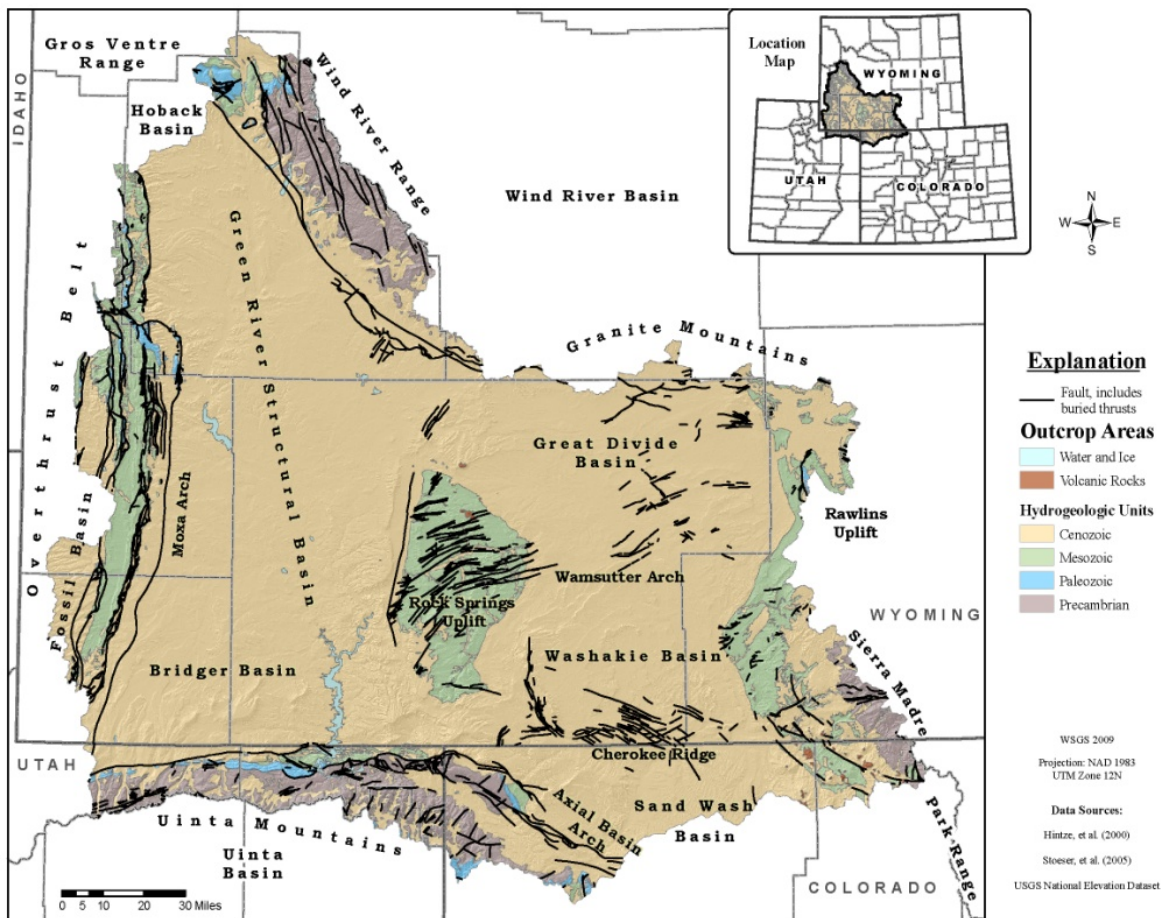 Gros Ventre
Range
Location
Map
WYOMING
UTAH
COLORADO
IDAHO
Hoback
Basin
Wind River Range
Wind River Basin
N
W E
S
Overthrust Belt
Green River Structural Basin
Granite Mountains
Great Divide
Basin
Moxa Arch
Fossil Basin
Rawlins
Uplift
Wamsutter Arch
Rock Springs
Uplift
WYOMING
Bridger Basin
Washakie Basin
Sierra Madre
Cherokee Ridge
UTAH
Sand Wash
Basin
Axial Basin
Arch
Uinta Mountains
Uinta
Basin
Park Range
COLORADO
0 5 10 20 30 Miles
Explanation
Fault, includes
buried thrusts
Outcrop Areas
Water and Ice
Volcanic Rocks
Hydrogeologic Units
Cenozoic
Mesozoic
Paleozoic
Precambrian
WSGS 2009
Projection: NAD 1983
UTM Zone 12N
Data Sources:
Hintze, et al. (2000)
Stoeser, et al. (2005)
USGS National Elevation Dataset